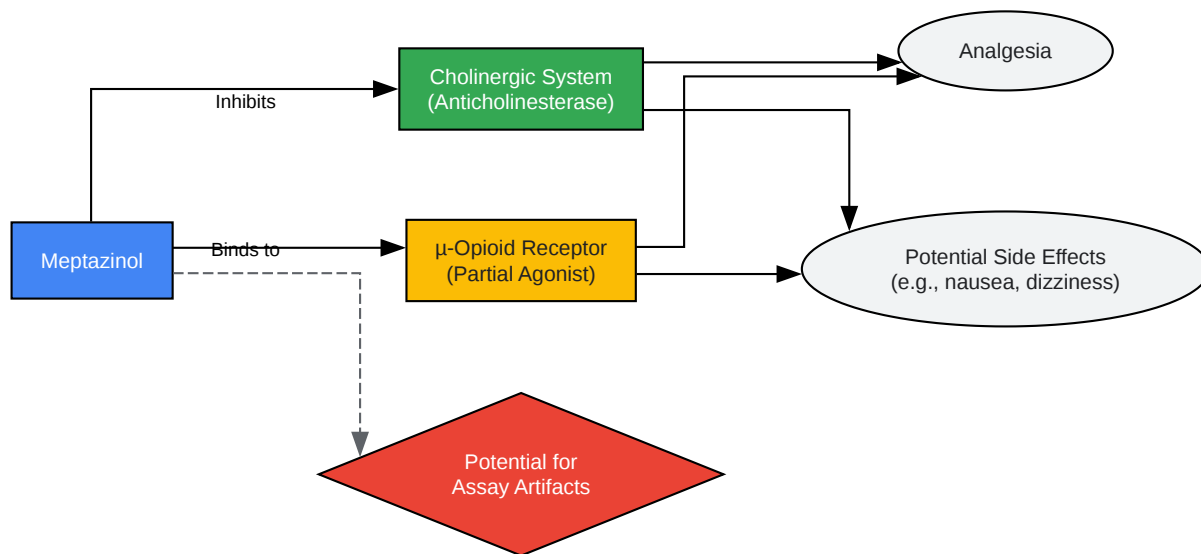 Analgesia
Cholinergic System
(Anticholinesterase)
Inhibits
Meptazinol
Binds to
µ-Opioid Receptor
(Partial Agonist)
Potential Side Effects
(e.g., nausea, dizziness)
Potential for
Assay Artifacts